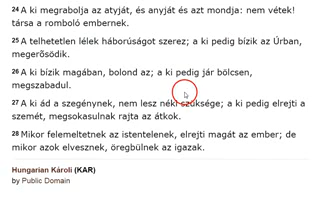 24 A ki megrabolja az atyját, és anyját és azt mondja: nem vétek!
társa a romboló embernek.
25 A telhetetlen lélek háborúságot szerez; a ki pedig bízik az Úrban,
megerősödik.
26 A ki bízik magában, bolond az; a ki pedig jár bölcsen,
megszabadul.
27 A ki ád a szegénynek, nem lesz néki szüksége; a ki pedig elrejti a
szemét, megsokasulnak rajta az átkok.
28 Mikor felemeltetnek az istentelenek, elrejti magát az ember; de
mikor azok elvesznek, öregbülnek az igazak.
Hungarian Károli (KAR)
by Public Domain